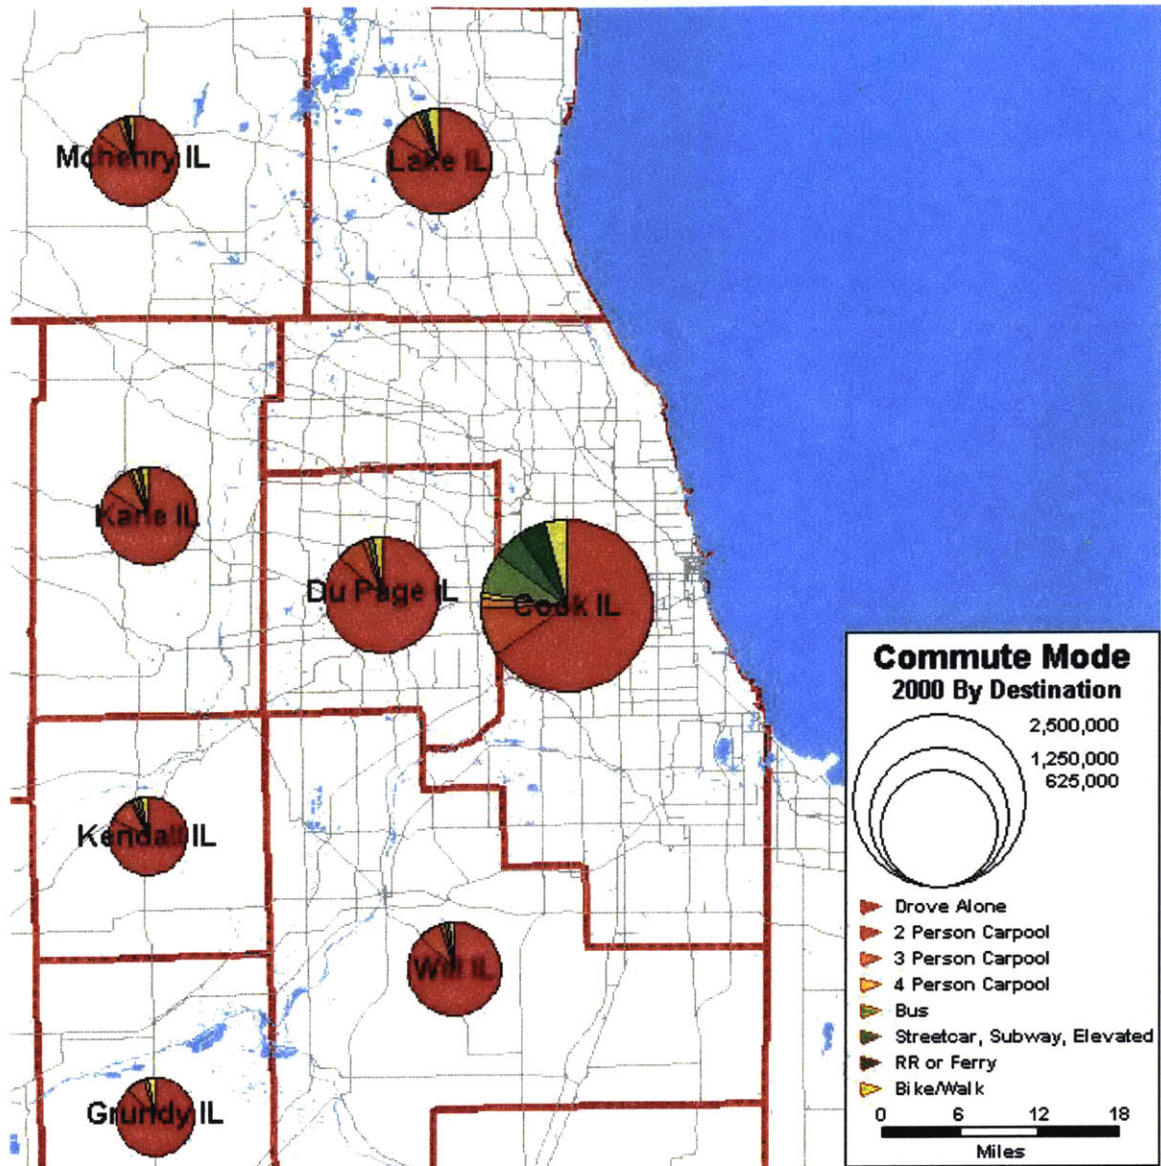 Mchenry IL
Lake IL
Kane IL
Du Page IL
Cook IL
Kendall IL
Will IL
Grundy IL
Commute Mode
2000 By Destination
2,500,000
1,250,000
625,000
Drove Alone
2 Person Carpool
3 Person Carpool
4 Person Carpool
Bus
Streetcar, Subway, Elevated
RR or Ferry
Bike/Walk
0 6 12 18
Miles